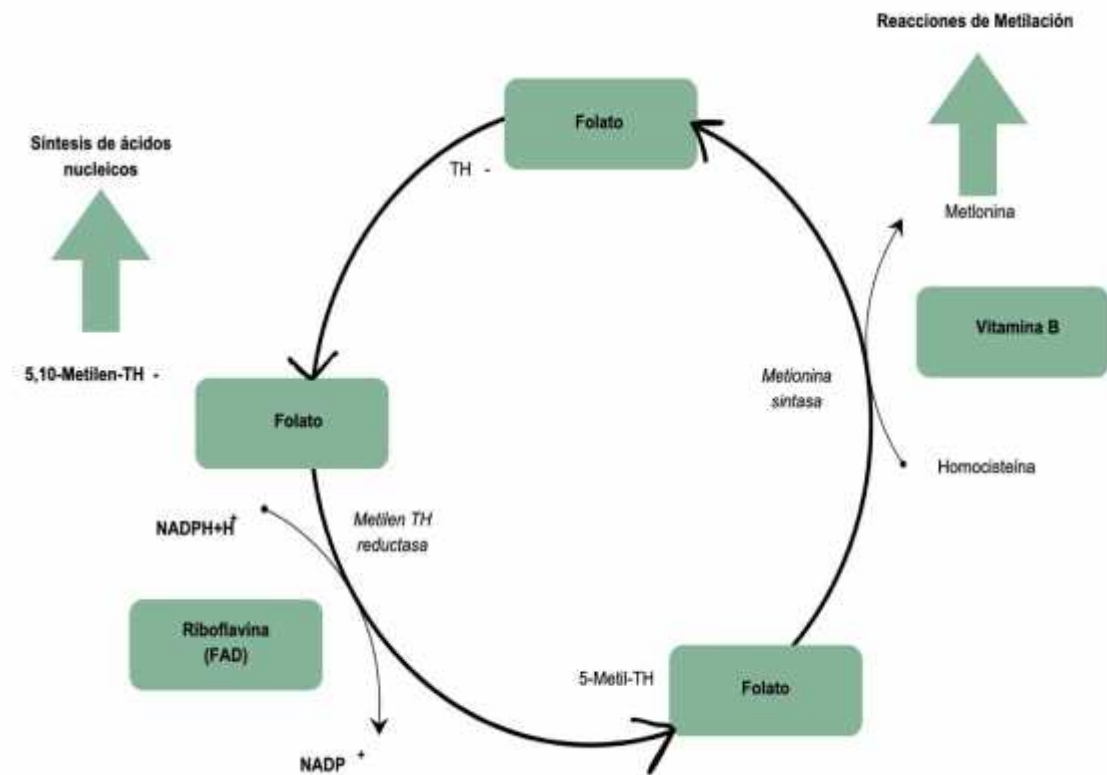 Reacciones de Metilación
Folato
Síntesis de ácidos
nucleicos
TH -
Metionina
Vitamina B
5,10-Metilen-TH -
Metionina
sintasa
Folato
Homocisteína
NADPH+H+
Metilen TH
reductasa
Riboflavina
(FAD)
5-Metil-TH
Folato
NADP +